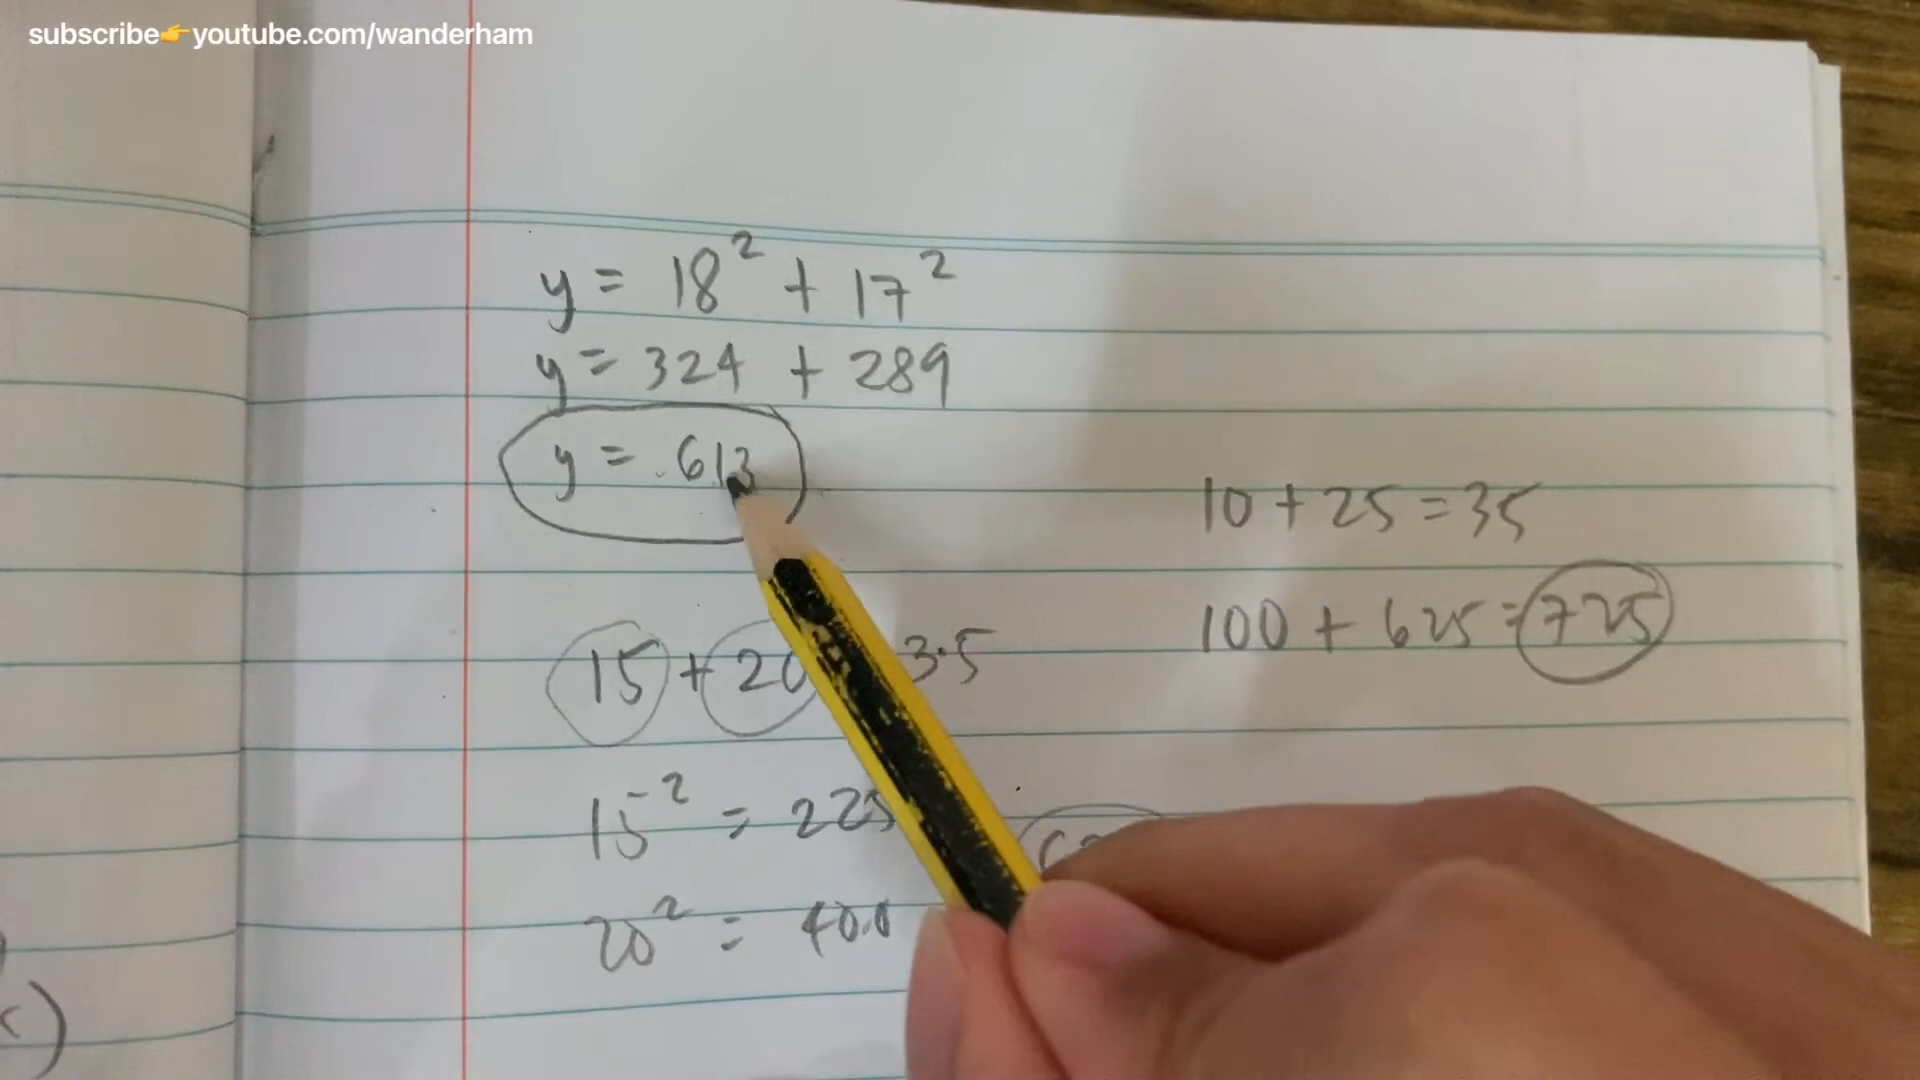 subscribe👉youtube.com/wanderham
y = 18² + 17²
y = 324 + 289
y = 613
10 + 25 = 35
100 + 625 = 725
15 + 20 3.5
15² = 225
20² = 400